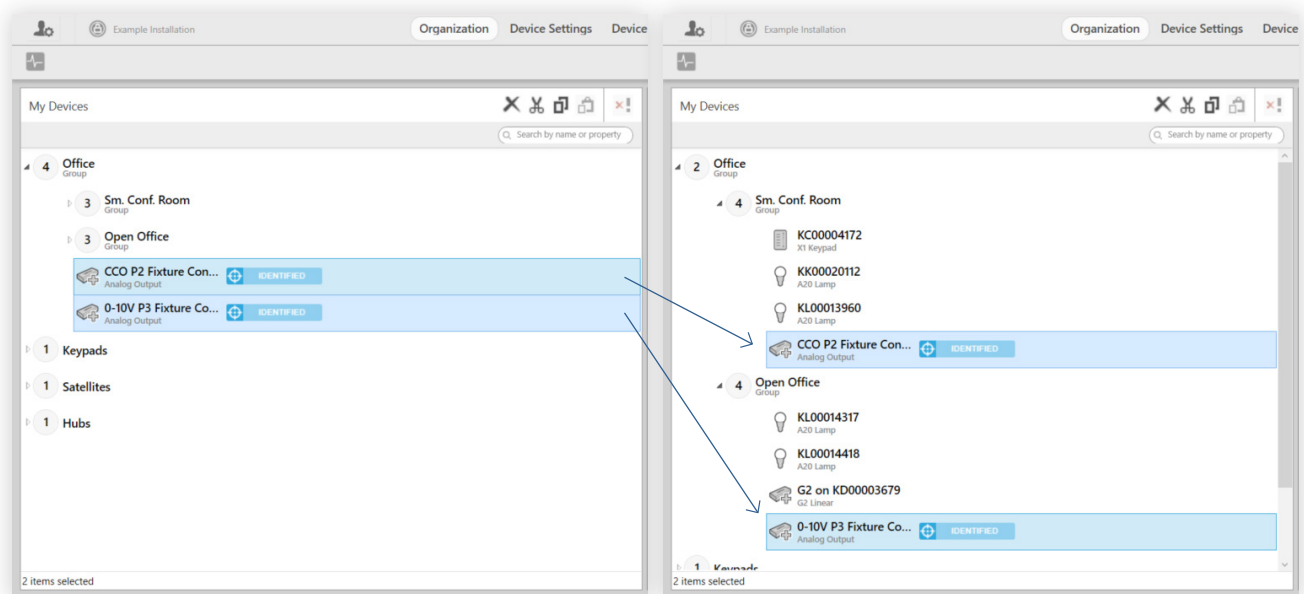 Example Installation
Organization
Device Settings
Device
My Devices
Search by name or property
4 Office
Group
3 Sm. Conf. Room
Group
3 Open Office
Group
CCO P2 Fixture Con... IDENTIFIED
Analog Output
0-10V P3 Fixture Co... IDENTIFIED
Analog Output
1 Keypads
1 Satellites
1 Hubs
2 items selected
Example Installation
Organization
Device Settings
Device
My Devices
Search by name or property
2 Office
Group
4 Sm. Conf. Room
Group
KC00004172
X1 Keypad
KK00020112
A20 Lamp
KL00013960
A20 Lamp
CCO P2 Fixture Con... IDENTIFIED
Analog Output
4 Open Office
Group
KL00014317
A20 Lamp
KL00014418
A20 Lamp
G2 on KD00003679
G2 Linear
0-10V P3 Fixture Co... IDENTIFIED
Analog Output
1 Keypads
2 items selected